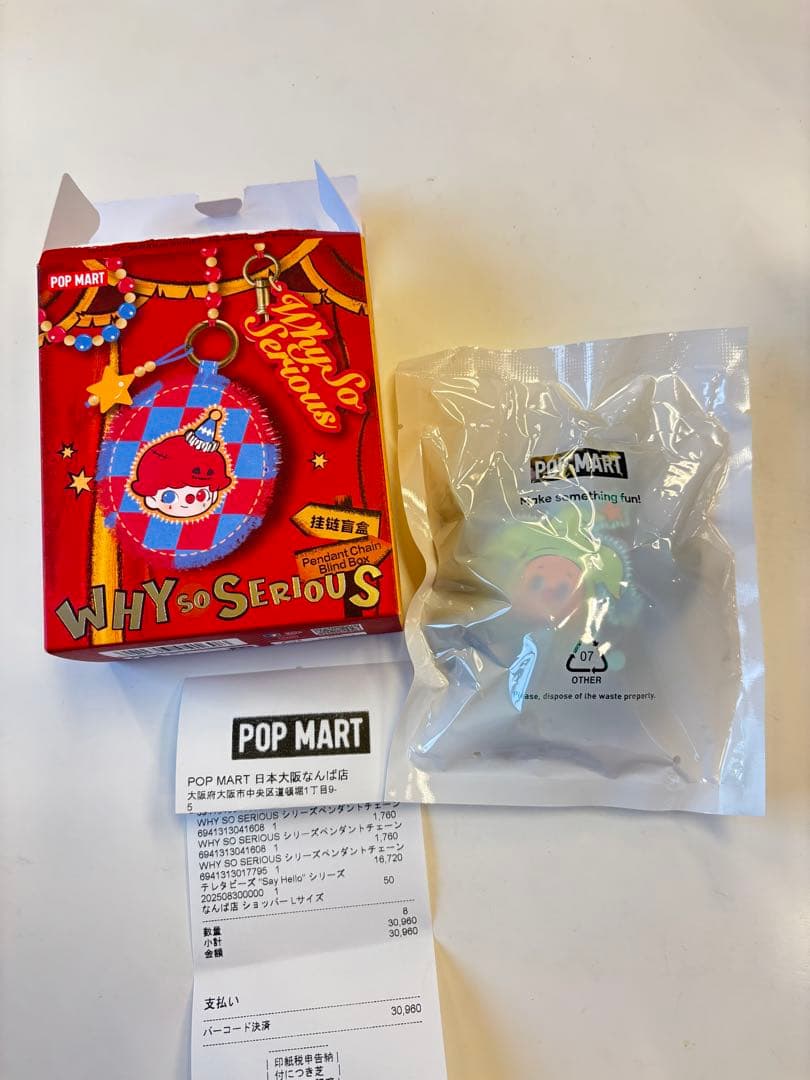 POP MART
Why So
Serious
挂链盲盒
Pendant Chain
Blind Box
WHY SO SERIOUS
POP MART
Make something fun!
07
OTHER
Please, dispose of the waste properly.
POP MART
POP MART 日本大阪なんば店
大阪府大阪市中央区道頓堀1丁目9-
5
WHY SO SERIOUS シリーズペンダントチェーン
6941313041608 1 1,760
WHY SO SERIOUS シリーズペンダントチェーン
6941313041608 1 1,760
WHY SO SERIOUS シリーズペンダントチェーン
6941313017795 1 16,720
テレタビーズ "Say Hello" シリーズ
202508300000 1 50
なんば店 ショッパー Lサイズ
数量 8
小計 30,960
金額 30,960
支払い
バーコード決済 30,960
印紙税申告納
付につき芝